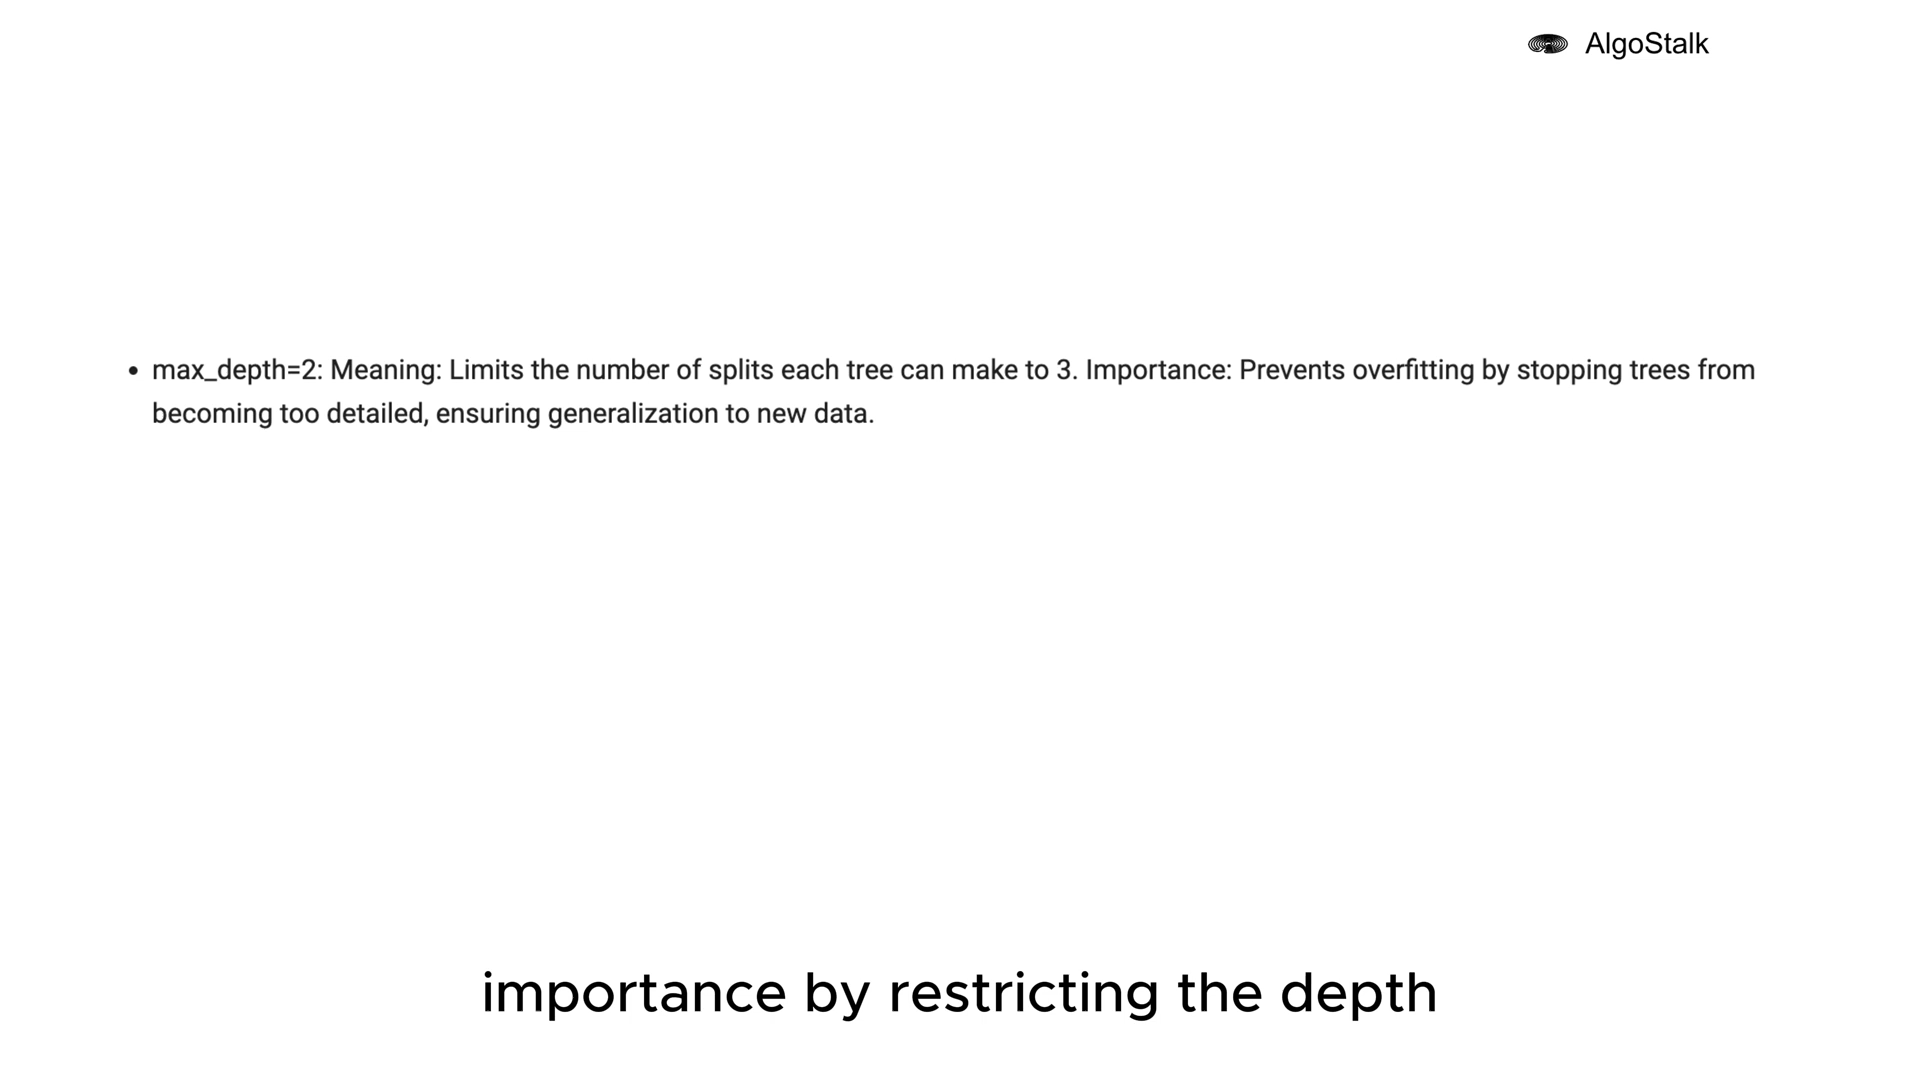 AlgoStalk
• max_depth=2: Meaning: Limits the number of splits each tree can make to 3. Importance: Prevents overfitting by stopping trees from
becoming too detailed, ensuring generalization to new data.
importance by restricting the depth